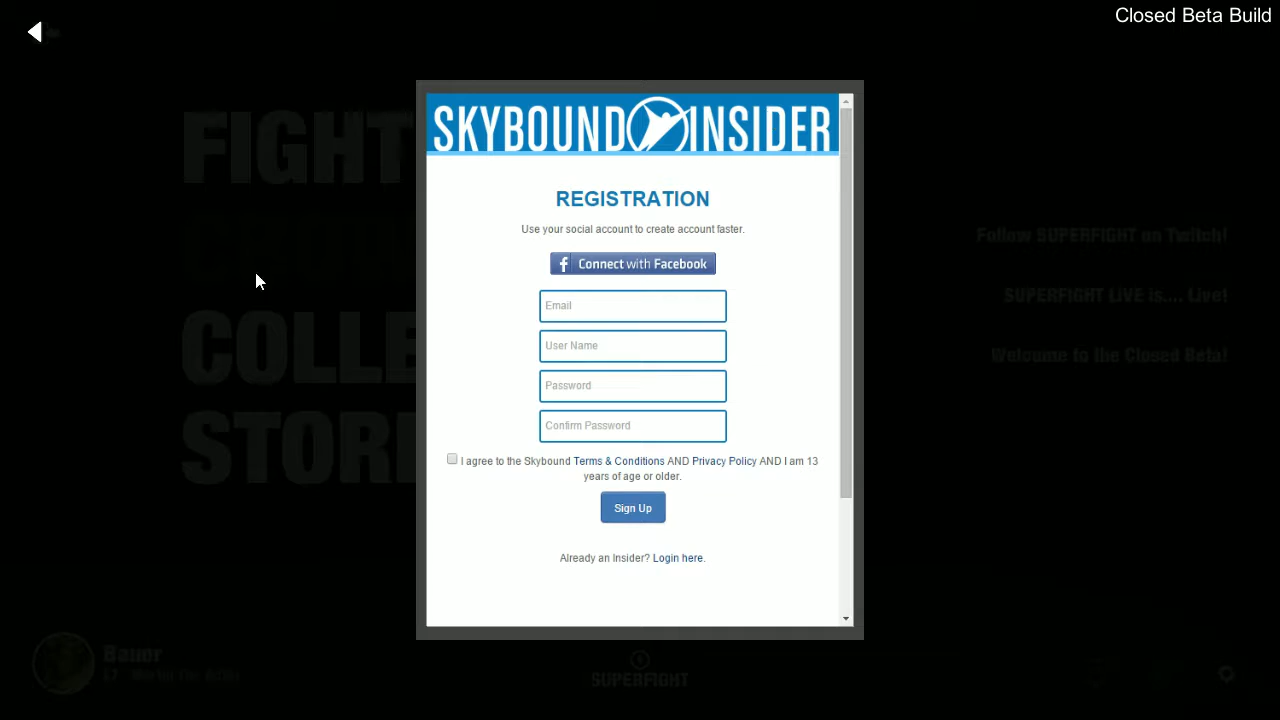 Closed Beta Build
FIGHT
COLLE
STORE
SKYBOUND INSIDER
REGISTRATION
Use your social account to create account faster.
f Connect with Facebook
Email
User Name
Password
Confirm Password
I agree to the Skybound Terms & Conditions AND Privacy Policy AND I am 13
years of age or older.
Sign Up
Already an Insider? Login here.
Follow SUPERFIGHT on Twitch!
SUPERFIGHT LIVE is.... Live!
Welcome to the Closed Beta!
Bauer
SUPERFIGHT